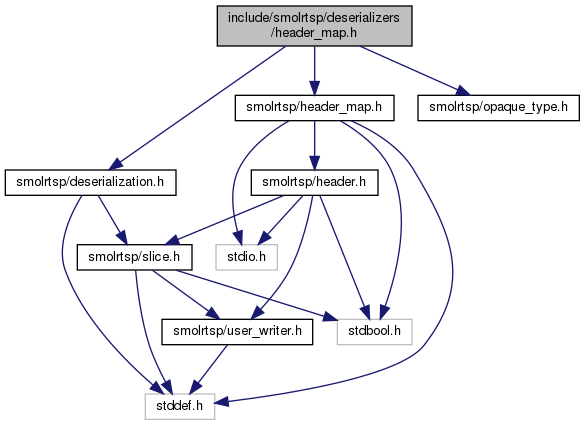 include/smolrtsp/deserializers
/header_map.h
smolrtsp/header_map.h
smolrtsp/opaque_type.h
smolrtsp/deserialization.h
smolrtsp/header.h
smolrtsp/slice.h
stdio.h
smolrtsp/user_writer.h
stdbool.h
stddef.h